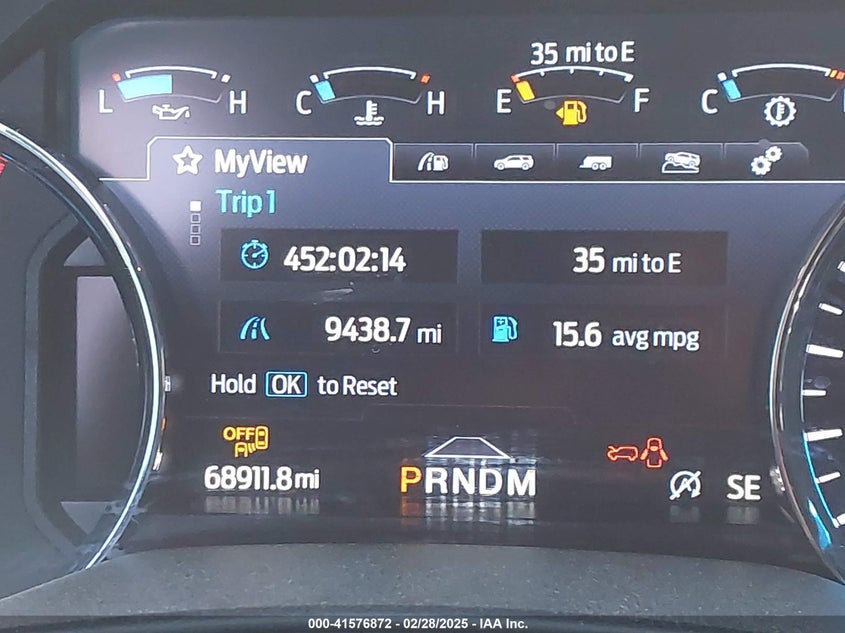 35 mi to E
L H C H E F C
MyView
Trip 1
452:02:14 35 mi to E
9438.7 mi 15.6 avg mpg
Hold OK to Reset
OFF
68911.8 mi PRNDM SE
000-41576872 - 02/28/2025 - IAA Inc.